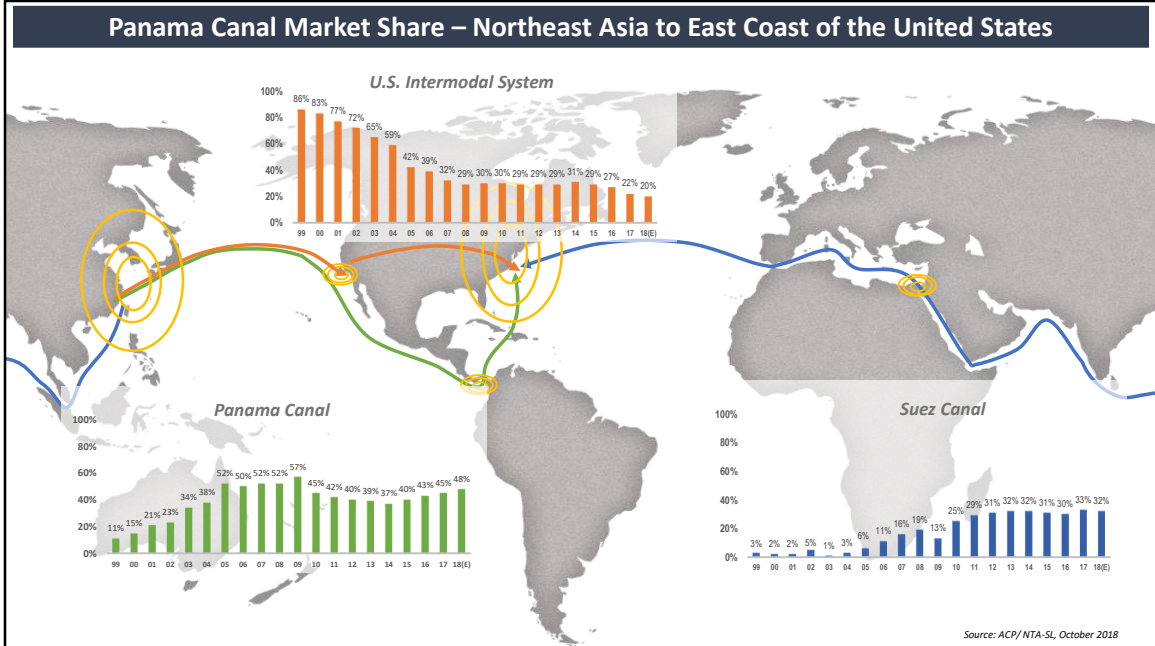 Panama Canal Market Share – Northeast Asia to East Coast of the United States
U.S. Intermodal System
100%
80%
60%
40%
20%
0%
86% 83% 77% 72% 65% 59% 42% 39% 32% 29% 30% 30% 29% 29% 29% 31% 29% 27% 22% 20%
99 00 01 02 03 04 05 06 07 08 09 10 11 12 13 14 15 16 17 18(E)
Panama Canal
100%
80%
60%
40%
20%
0%
11% 15% 21% 23% 34% 38% 52% 50% 52% 52% 57% 45% 42% 40% 39% 37% 40% 43% 45% 48%
99 00 01 02 03 04 05 06 07 08 09 10 11 12 13 14 15 16 17 18(E)
Suez Canal
100%
80%
60%
40%
20%
0%
3% 2% 2% 5% 1% 3% 6% 11% 16% 19% 13% 25% 29% 31% 32% 32% 31% 30% 33% 32%
99 00 01 02 03 04 05 06 07 08 09 10 11 12 13 14 15 16 17 18(E)
Source: ACP/ NTA-SL, October 2018